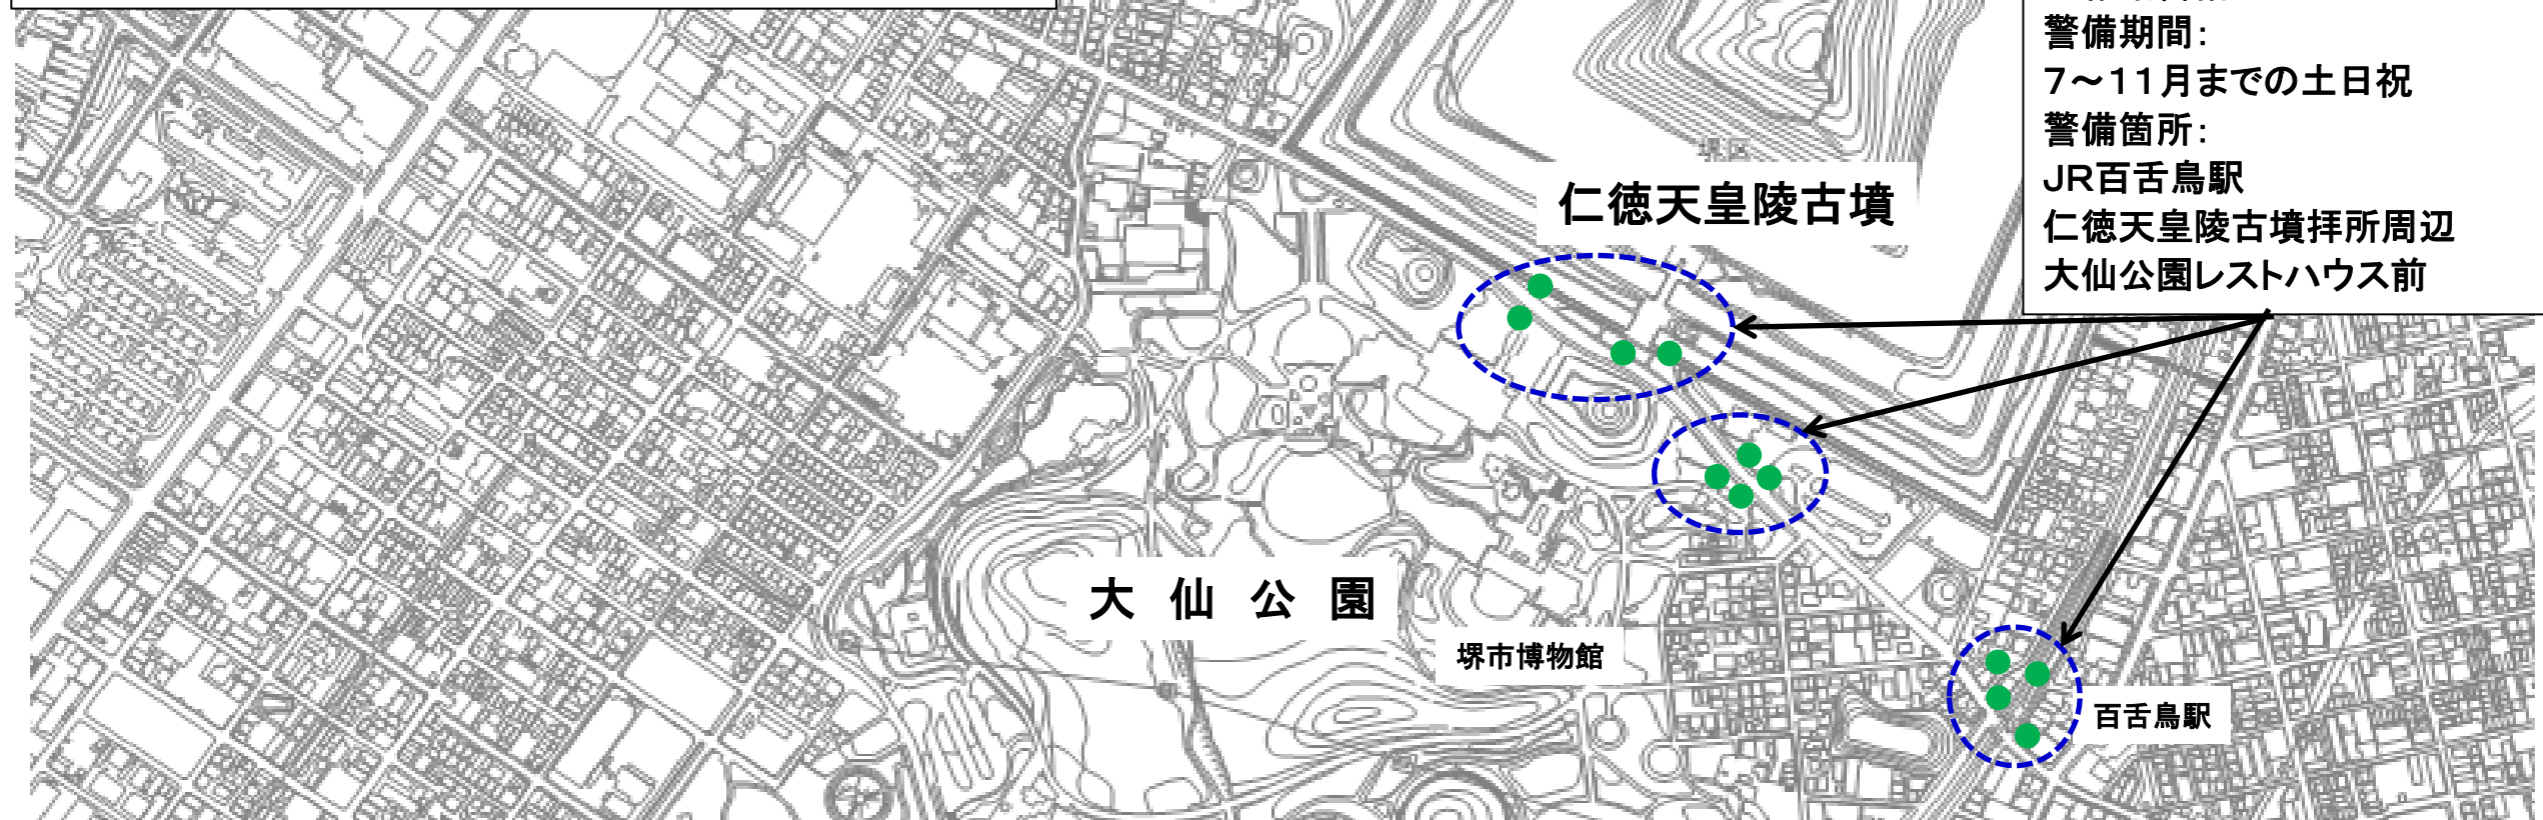 警備期間:
7～11月までの土日祝
警備箇所:
JR百舌鳥駅
仁徳天皇陵古墳拝所周辺
大仙公園レストハウス前
堺区
仁徳天皇陵古墳
大仙公園
堺市博物館
百舌鳥駅